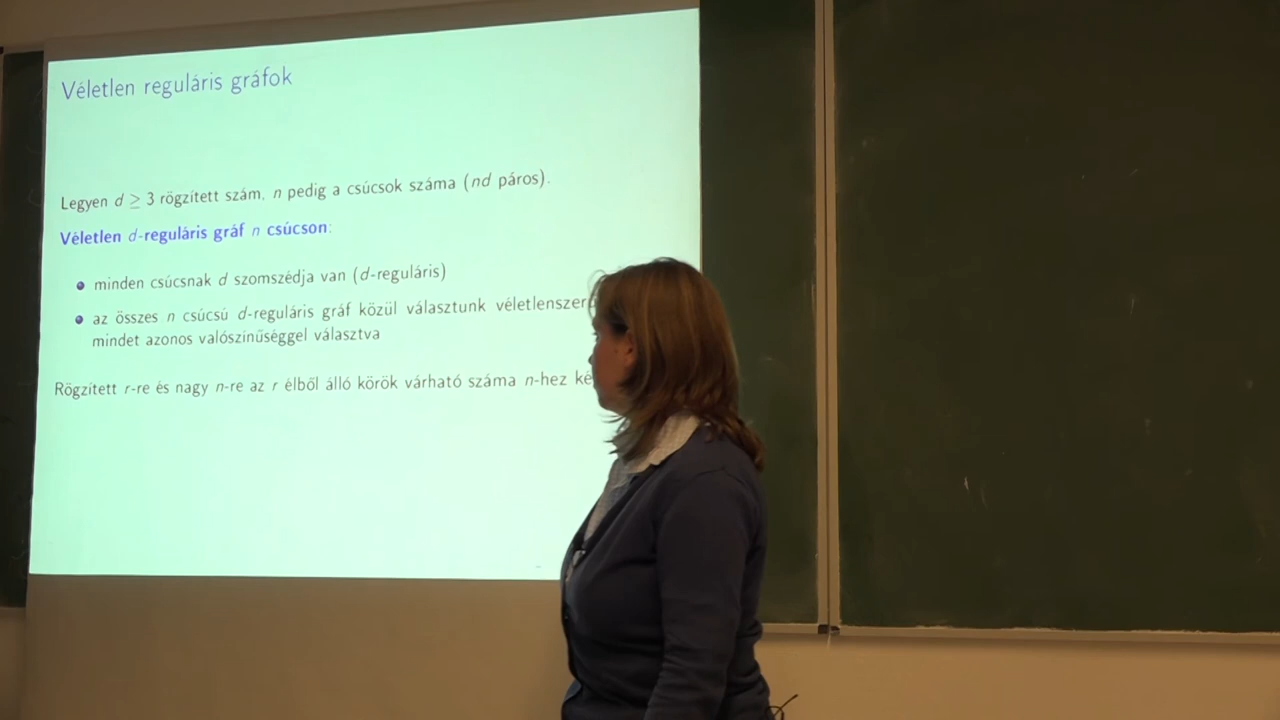 Véletlen reguláris gráfok
Legyen d ≥ 3 rögzített szám, n pedig a csúcsok száma (nd páros).
Véletlen d-reguláris gráf n csúcson:
minden csúcsnak d szomszédja van (d-reguláris)
az összes n csúcsú d-reguláris gráf közül választunk
mindet azonos valószínűséggel választva
Rögzített r-re és nagy n-re az r élből álló körök várható száma n-hez